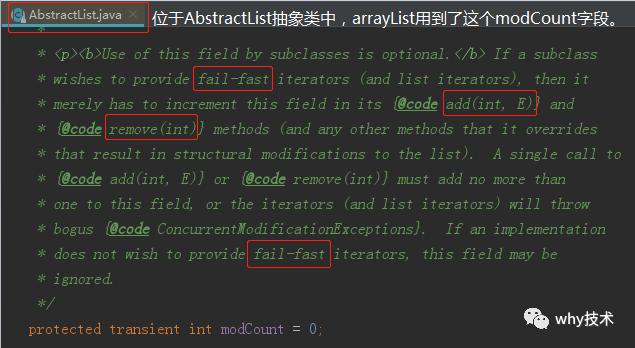 AbstractList.java × 位于AbstractList抽象类中，arrayList用到了这个modCount字段。
*
* <p><b>Use of this field by subclasses is optional.</b> If a subclass
* wishes to provide fail-fast iterators (and list iterators), then it
* merely has to increment this field in its {@code add(int, E)} and
* {@code remove(int)} methods (and any other methods that it overrides
* that result in structural modifications to the list).  A single call to
* {@code add(int, E)} or {@code remove(int)} must add no more than
* one to this field, or the iterators (and list iterators) will throw
* bogus {@code ConcurrentModificationExceptions}.  If an implementation
* does not wish to provide fail-fast iterators, this field may be
* ignored.
*/
protected transient int modCount = 0;
why技术